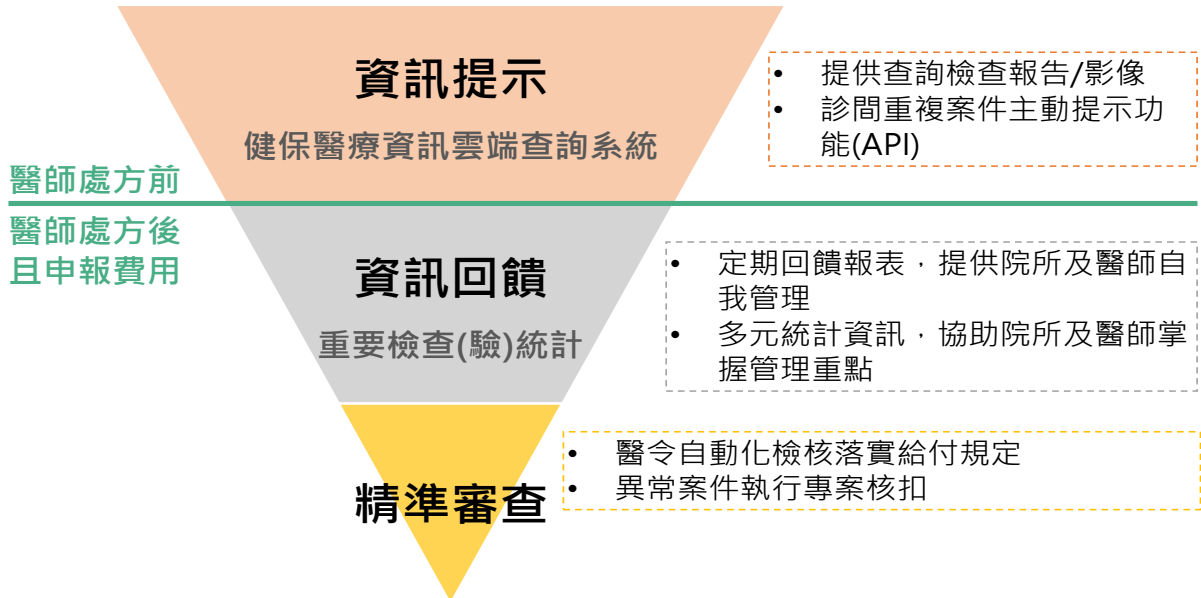 資訊提示
健保醫療資訊雲端查詢系統
• 提供查詢檢查報告/影像
• 診間重複案件主動提示功
能(API)
醫師處方前
醫師處方後
且申報費用
資訊回饋
重要檢查(驗)統計
• 定期回饋報表，提供院所及醫師自
我管理
• 多元統計資訊，協助院所及醫師掌
握管理重點
精準審查
• 醫令自動化檢核落實給付規定
• 異常案件執行專案核扣